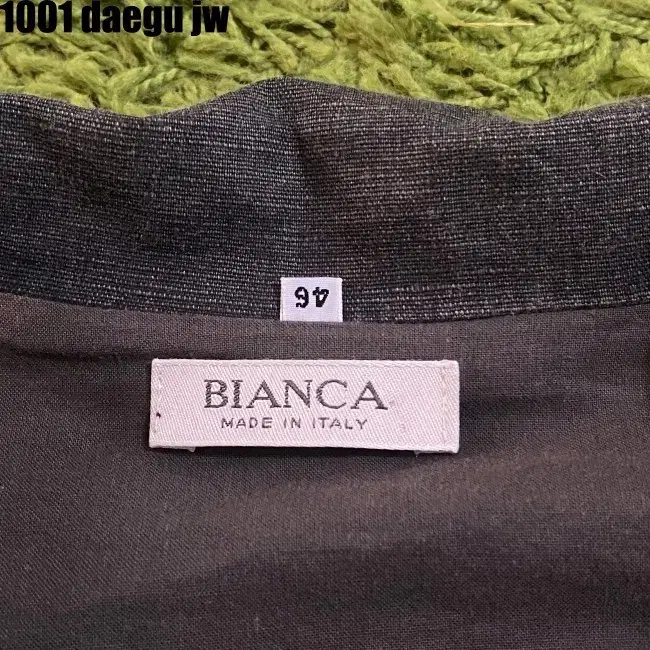 1001 daegu jw
46
BIANCA
MADE IN ITALY